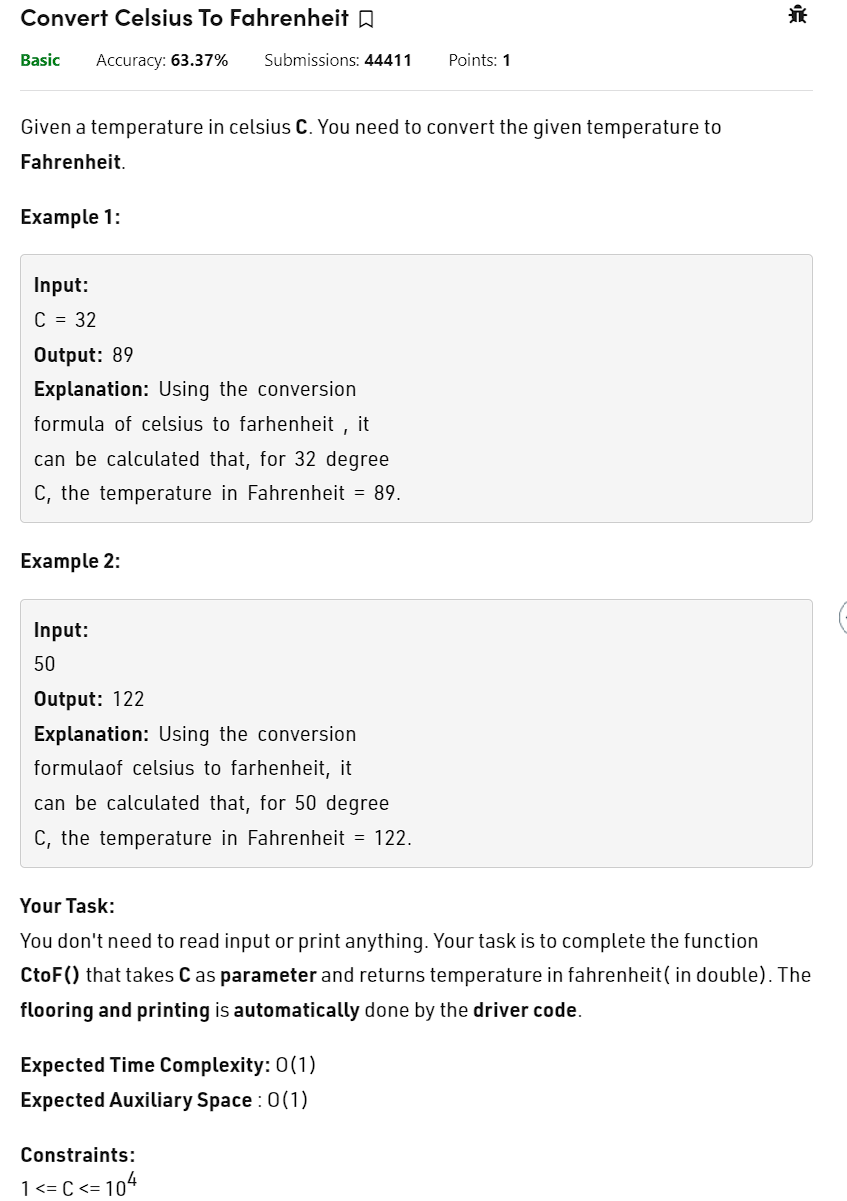 Convert Celsius To Fahrenheit
Basic Accuracy: 63.37% Submissions: 44411 Points: 1
Given a temperature in celsius C. You need to convert the given temperature to
Fahrenheit.
Example 1:
Input:
C = 32
Output: 89
Explanation: Using the conversion
formula of celsius to farhenheit , it
can be calculated that, for 32 degree
C, the temperature in Fahrenheit = 89.
Example 2:
Input:
50
Output: 122
Explanation: Using the conversion
formulaof celsius to farhenheit, it
can be calculated that, for 50 degree
C, the temperature in Fahrenheit = 122.
Your Task:
You don't need to read input or print anything. Your task is to complete the function
CtoF() that takes C as parameter and returns temperature in fahrenheit( in double). The
flooring and printing is automatically done by the driver code.
Expected Time Complexity: O(1)
Expected Auxiliary Space : O(1)
Constraints:
1 <= C <= 10^4